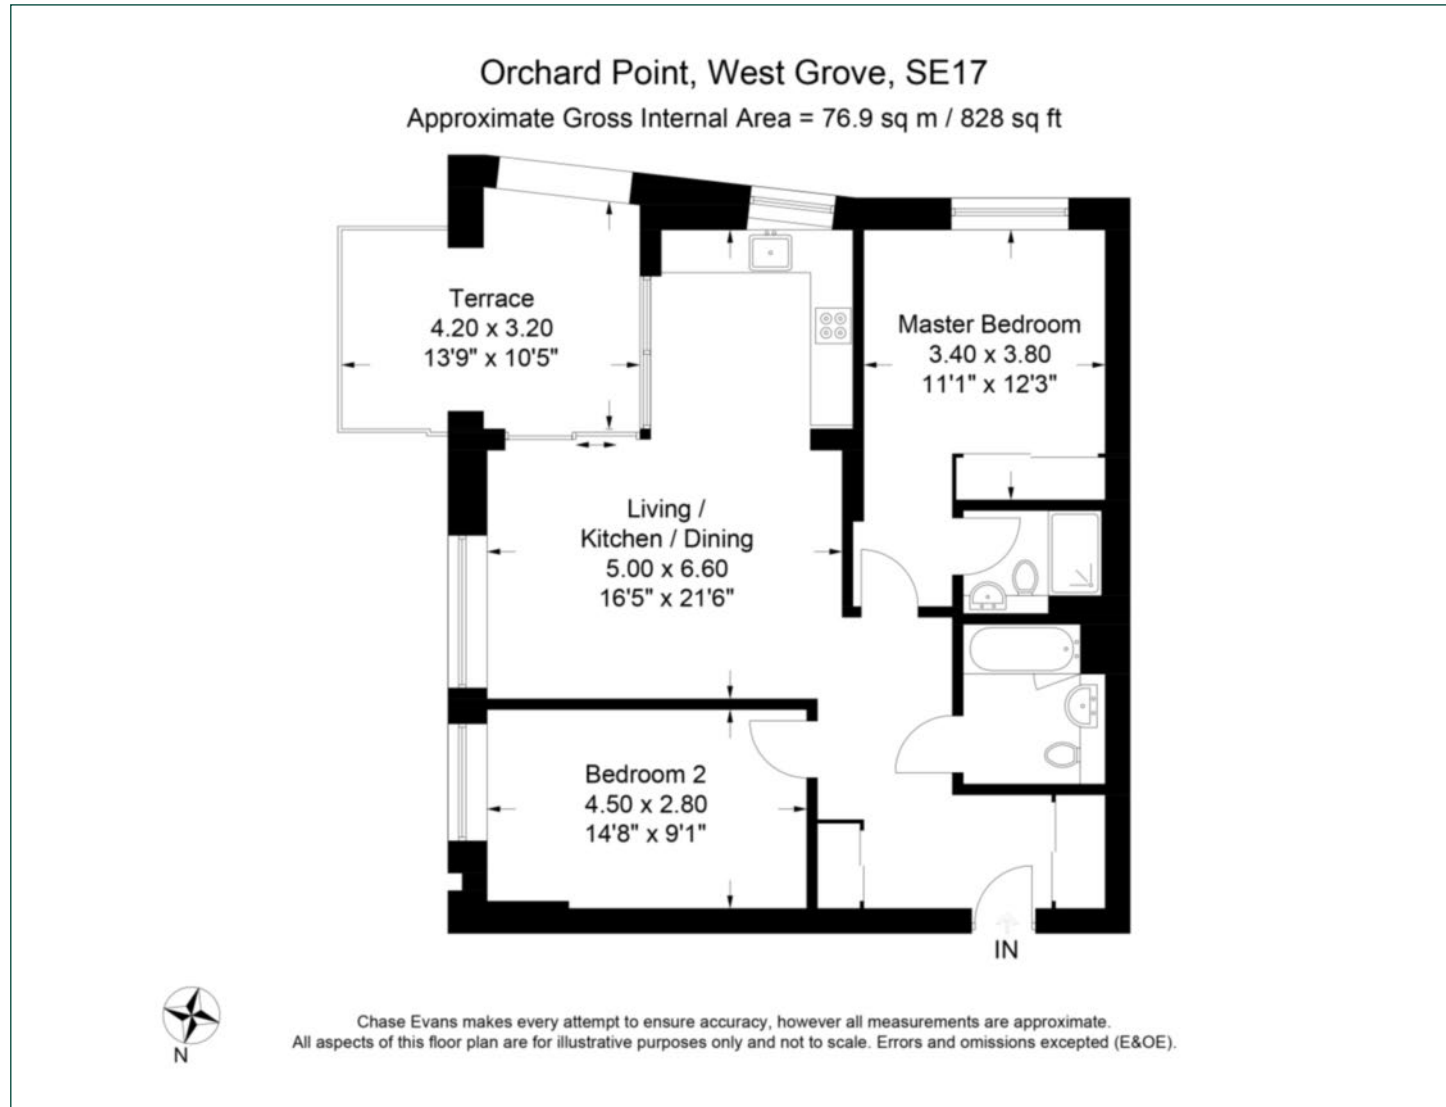 Orchard Point, West Grove, SE17
Approximate Gross Internal Area = 76.9 sq m / 828 sq ft
Terrace
4.20 x 3.20
13'9" x 10'5"
Master Bedroom
3.40 x 3.80
11'1" x 12'3"
Living /
Kitchen / Dining
5.00 x 6.60
16'5" x 21'6"
Bedroom 2
4.50 x 2.80
14'8" x 9'1"
IN
N
Chase Evans makes every attempt to ensure accuracy, however all measurements are approximate.
All aspects of this floor plan are for illustrative purposes only and not to scale. Errors and omissions excepted (E&OE).